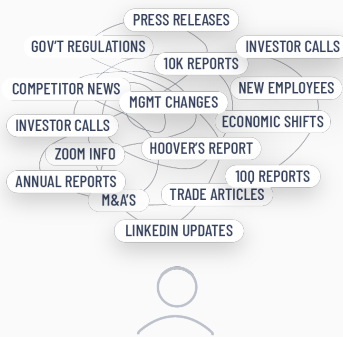 PRESS RELEASES
GOV'T REGULATIONS
INVESTOR CALLS
10K REPORTS
COMPETITOR NEWS
NEW EMPLOYEES
MGMT CHANGES
INVESTOR CALLS
ECONOMIC SHIFTS
ZOOM INFO
HOOVER'S REPORT
ANNUAL REPORTS
10Q REPORTS
M&A'S
TRADE ARTICLES
LINKEDIN UPDATES